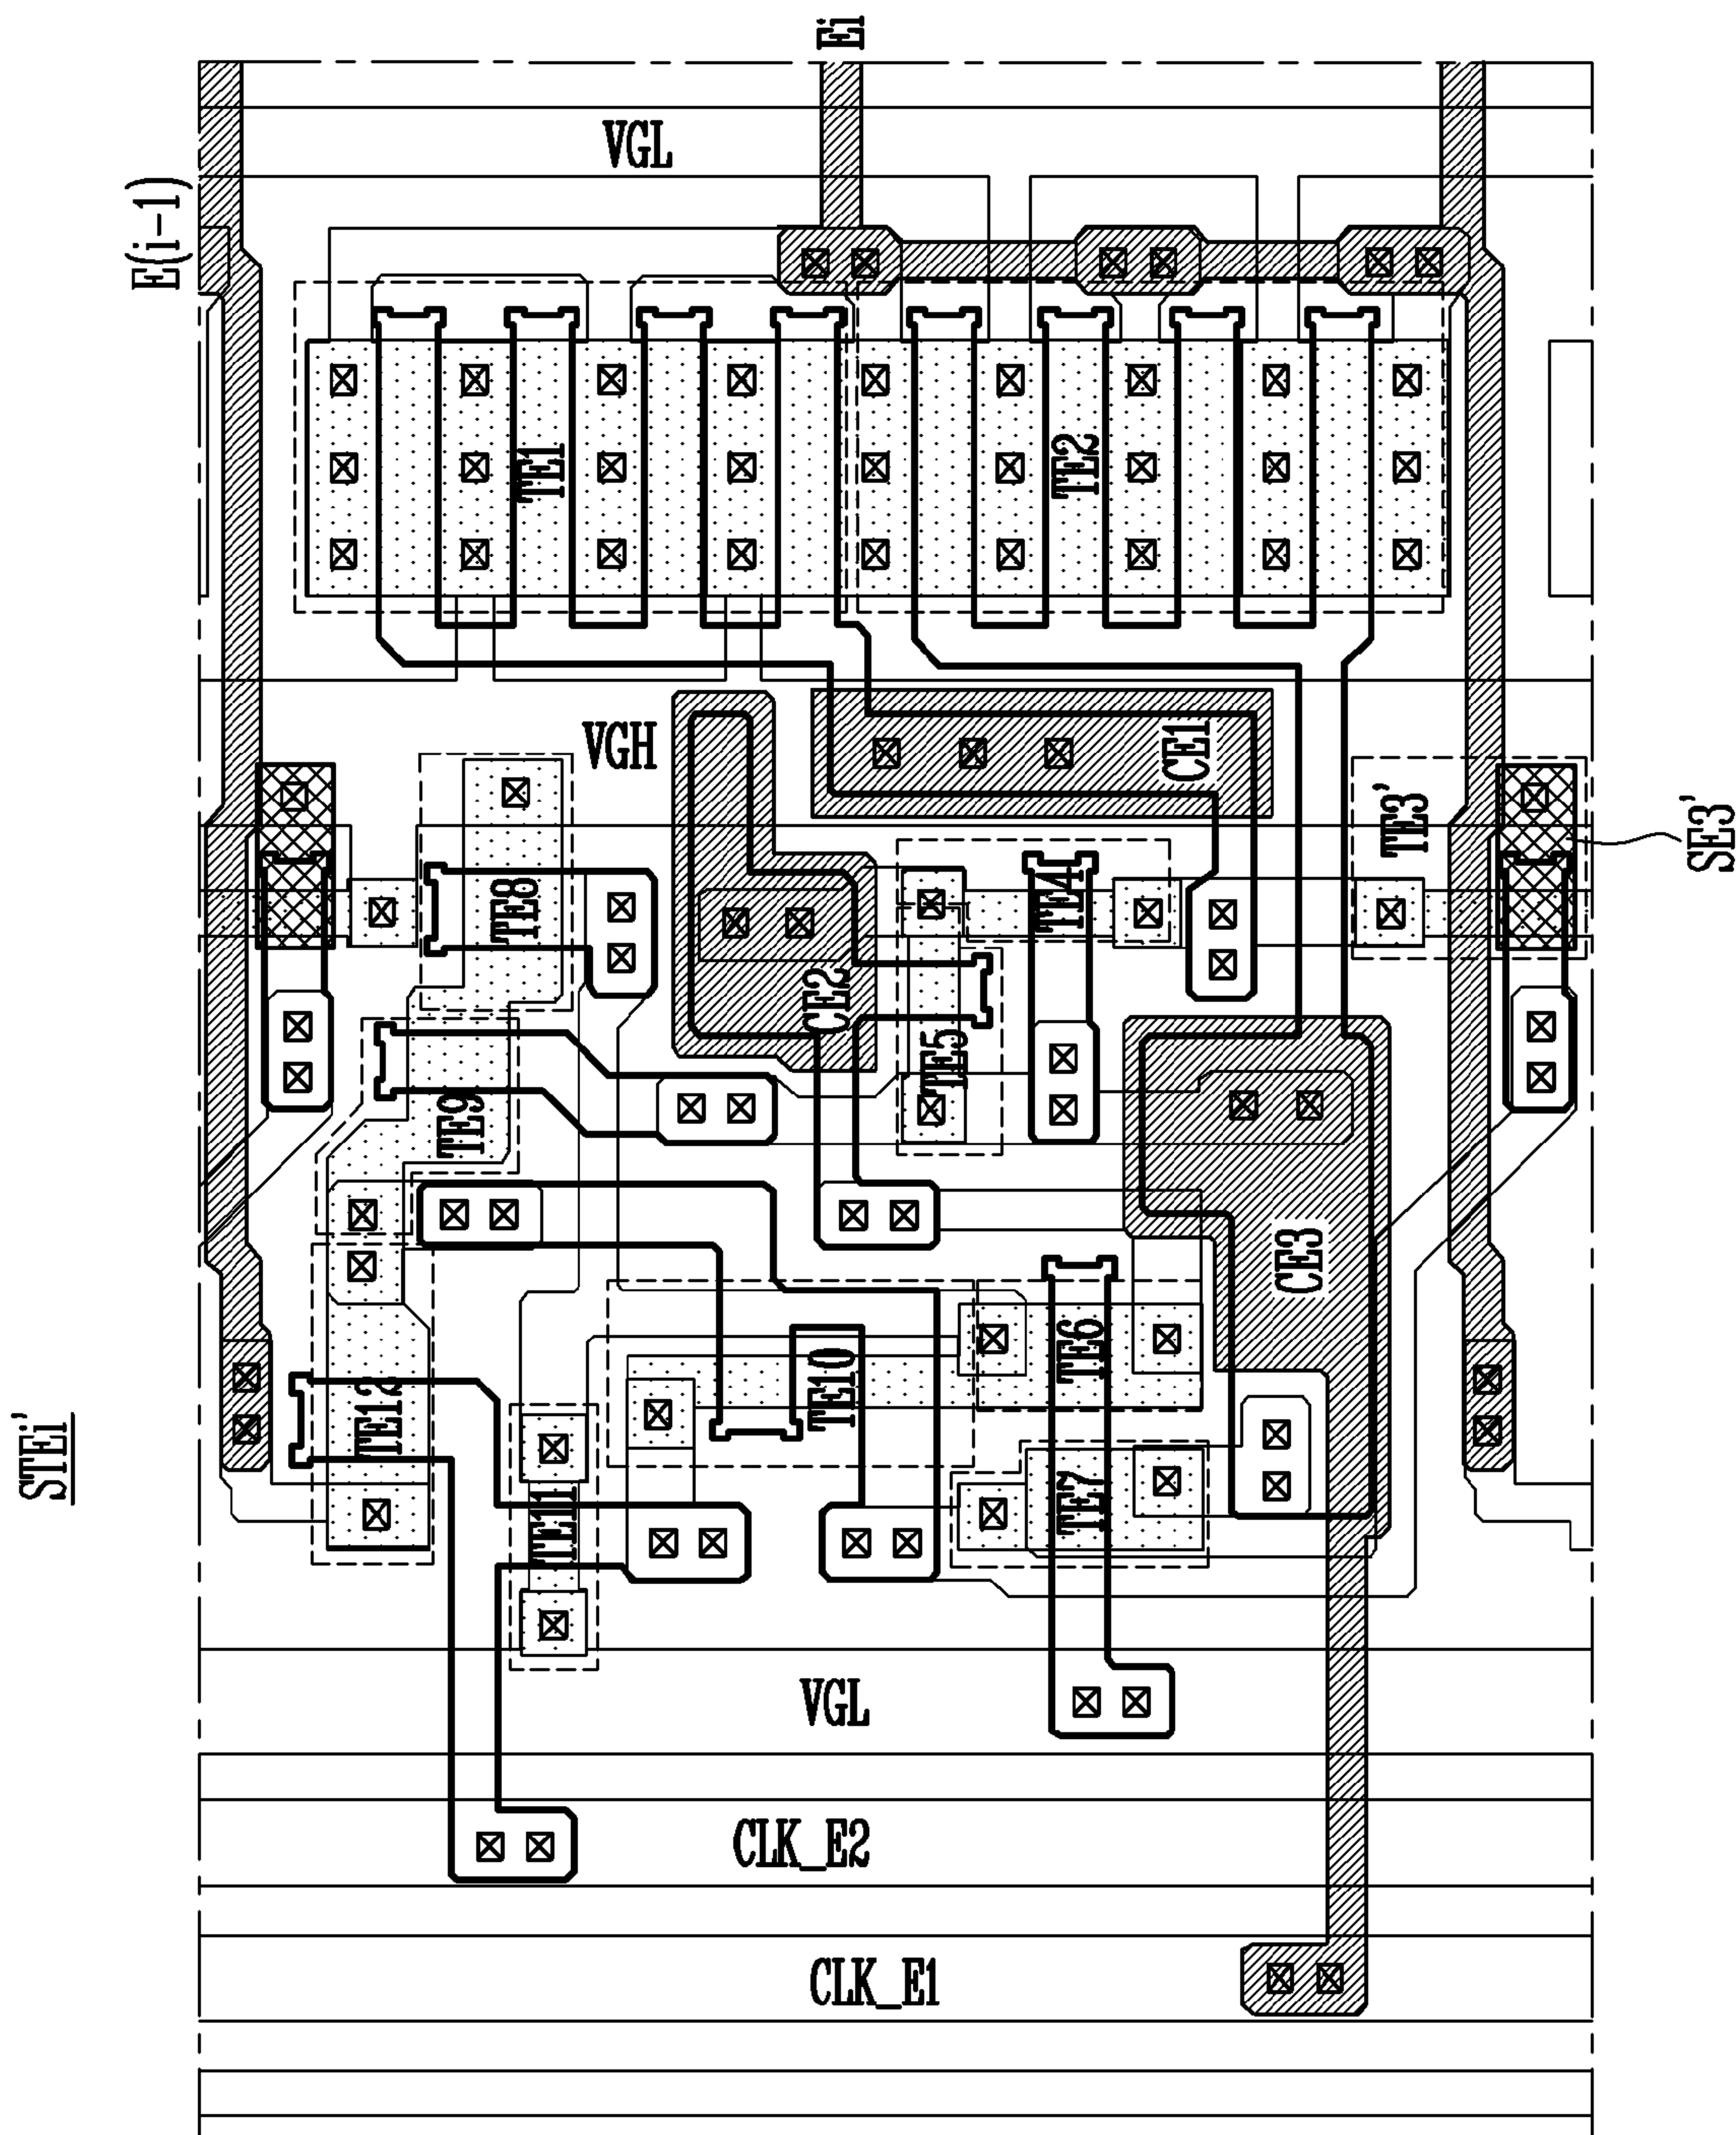 Ei
VGL
E(i-1)
TE1
TE2
VGH
CE1
TE3'
SE3'
TE8
TE4
CE2
TE5
TE9
CE3
TE6
TE10
TE12
TE7
TE11
STEi'
VGL
CLK_E2
CLK_E1